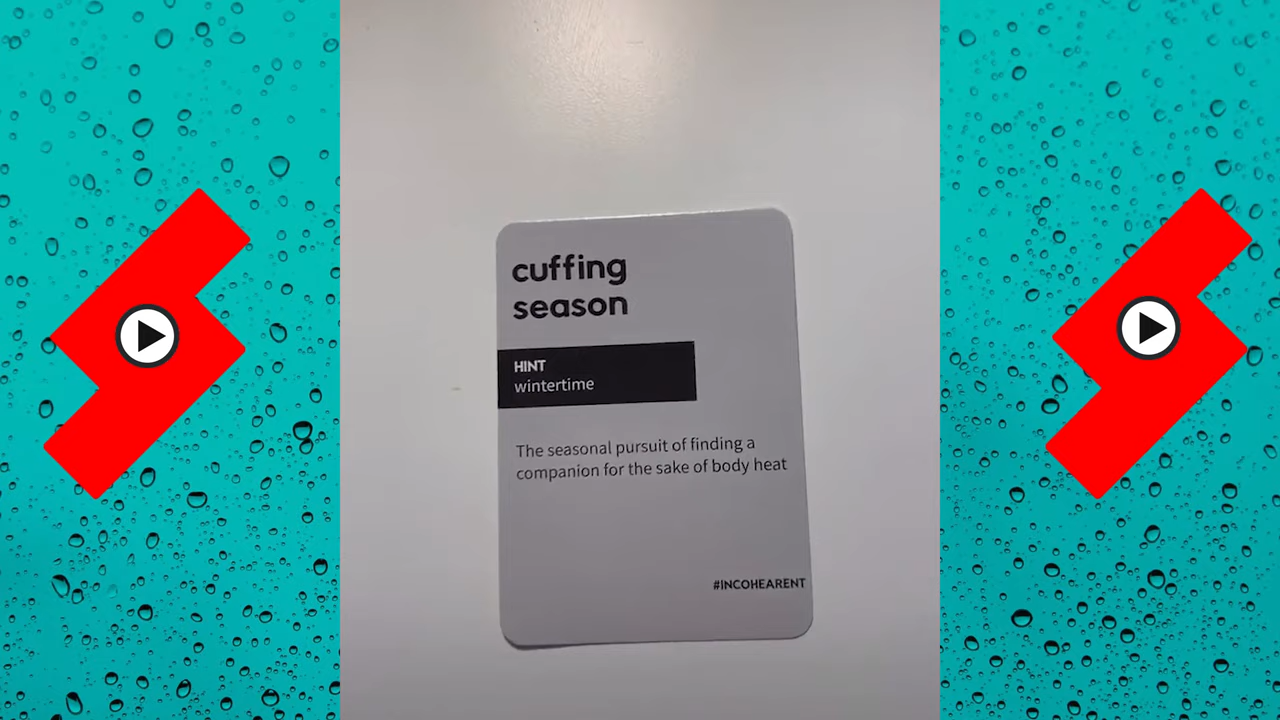 cuffing
season
HINT
wintertime
The seasonal pursuit of finding a
companion for the sake of body heat
#INCOHEARENT